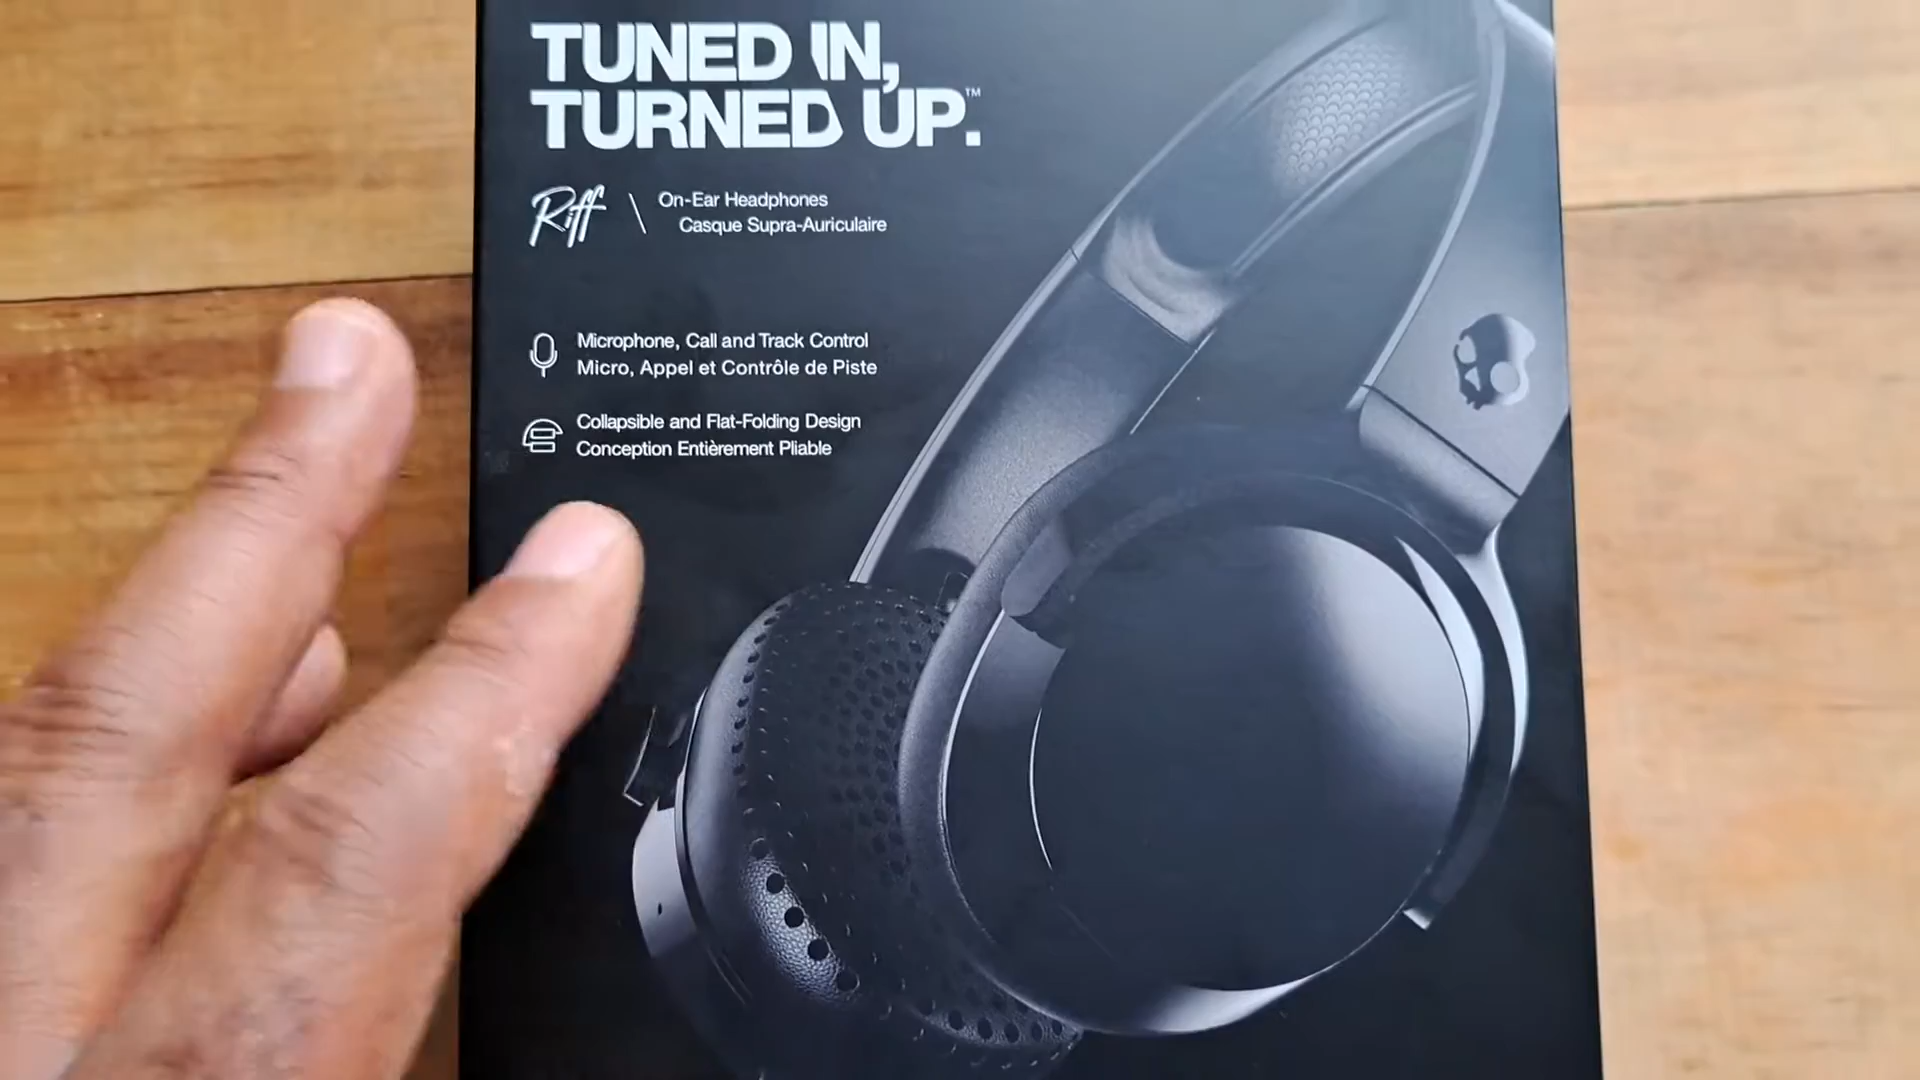 TUNED IN,
TURNED UP.™
Riff \ On-Ear Headphones
Casque Supra-Auriculaire
Microphone, Call and Track Control
Micro, Appel et Contrôle de Piste
Collapsible and Flat-Folding Design
Conception Entièrement Pliable